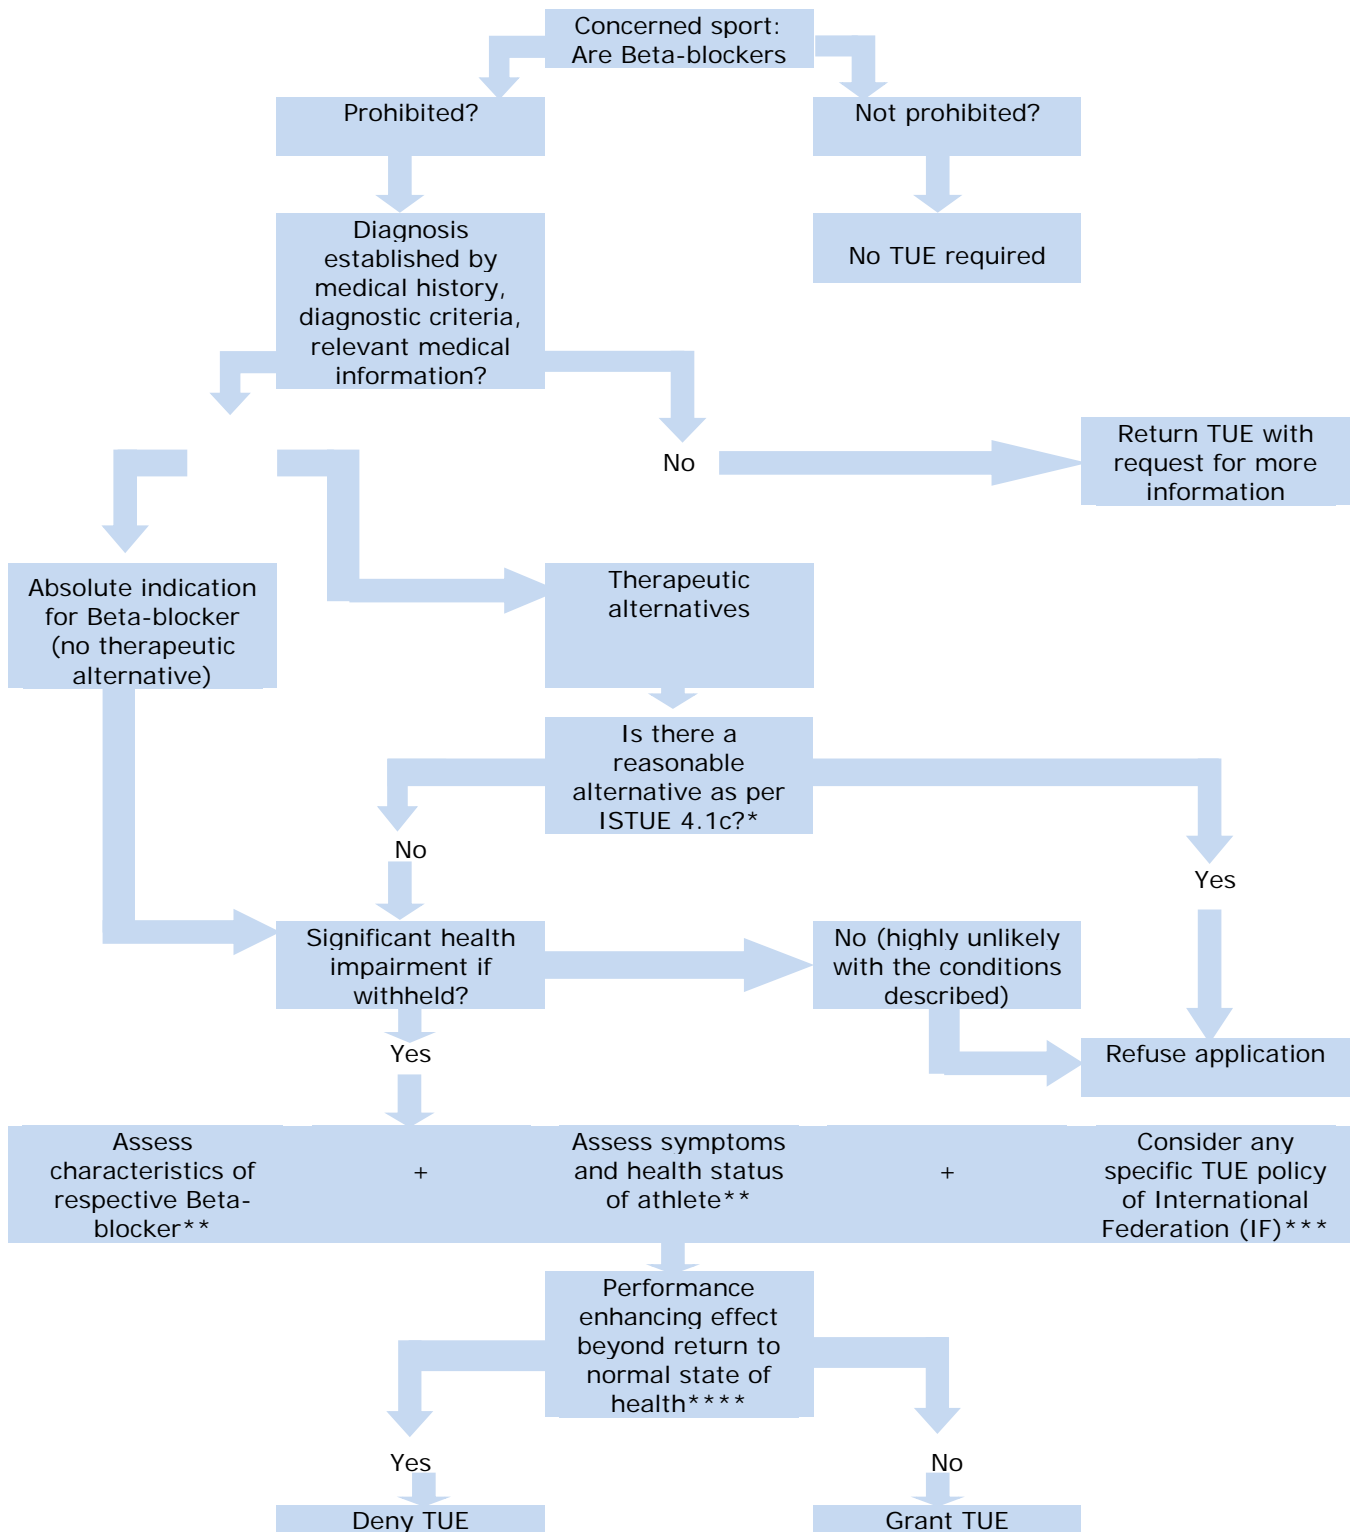 Concerned sport:
Are Beta-blockers
Prohibited?
Not prohibited?
Diagnosis
established by
medical history,
diagnostic criteria,
relevant medical
information?
No TUE required
No
Return TUE with
request for more
information
Absolute indication
for Beta-blocker
(no therapeutic
alternative)
Therapeutic
alternatives
Is there a
reasonable
alternative as per
ISTUE 4.1c?*
No
Yes
Significant health
impairment if
withheld?
No (highly unlikely
with the conditions
described)
Yes
Refuse application
Assess
characteristics of
respective Beta-
blocker**
+
Assess symptoms
and health status
of athlete**
+
Consider any
specific TUE policy
of International
Federation (IF)***
Performance
enhancing effect
beyond return to
normal state of
health****
Yes
No
Deny TUE
Grant TUE